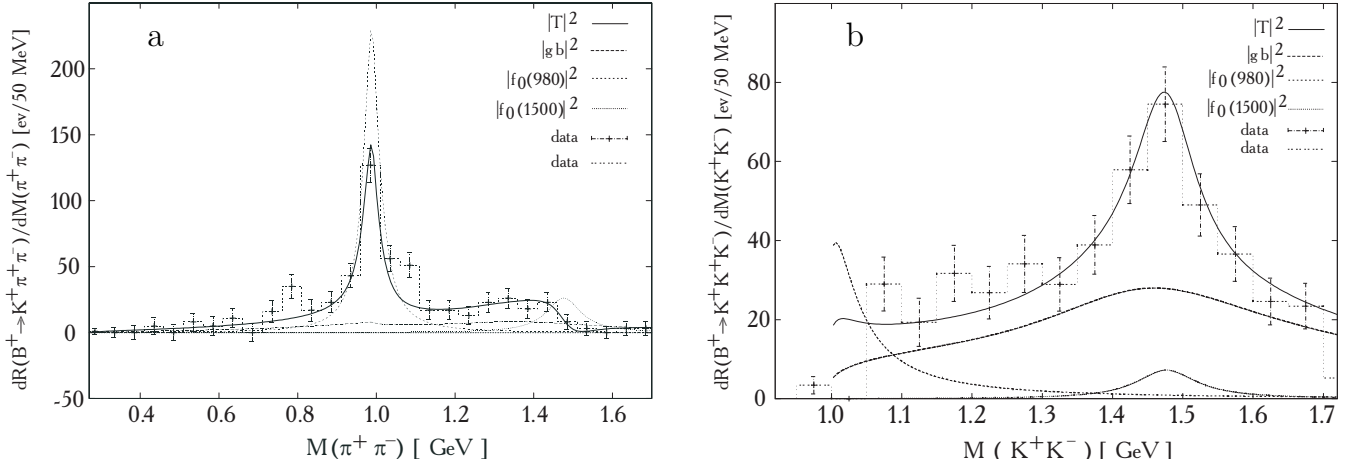 a
dR(B⁺→K⁺π⁺π⁻)/dM(π⁺π⁻) [ev/50 MeV]
200
150
100
50
0
-50
|T|²
|gb|²
|f₀(980)|²
|f₀(1500)|²
data
data
0.4 0.6 0.8 1.0 1.2 1.4 1.6
M(π⁺ π⁻) [ GeV ]
b
dR(B⁺→K⁺K⁺K⁻)/dM(K⁺K⁻) [ev/50 MeV]
80
60
40
20
0
|T|²
|gb|²
|f₀(980)|²
|f₀(1500)|²
data
data
1.0 1.1 1.2 1.3 1.4 1.5 1.6 1.7
M ( K⁺K⁻) [ GeV ]